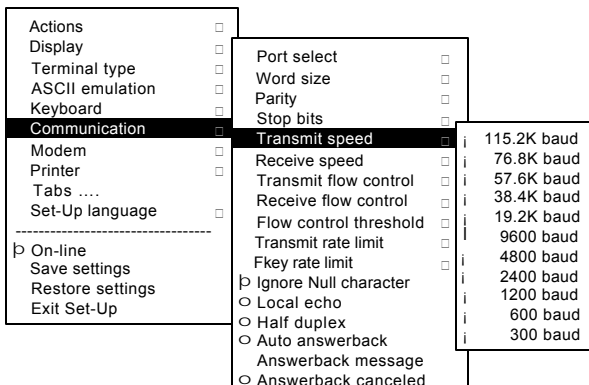 Actions
Display
Terminal type
ASCII emulation
Keyboard
Communication
Modem
Printer
Tabs ....
Set-Up language
----------------------------------
þ On-line
Save settings
Restore settings
Exit Set-Up
Port select
Word size
Parity
Stop bits
Transmit speed
Receive speed
Transmit flow control
Receive flow control
Flow control threshold
Transmit rate limit
Fkey rate limit
þ Ignore Null character
o Local echo
o Half duplex
o Auto answerback
Answerback message
o Answerback canceled
¡ 115.2K baud
¡ 76.8K baud
¡ 57.6K baud
¡ 38.4K baud
¡ 19.2K baud
l 9600 baud
¡ 4800 baud
¡ 2400 baud
¡ 1200 baud
¡ 600 baud
¡ 300 baud